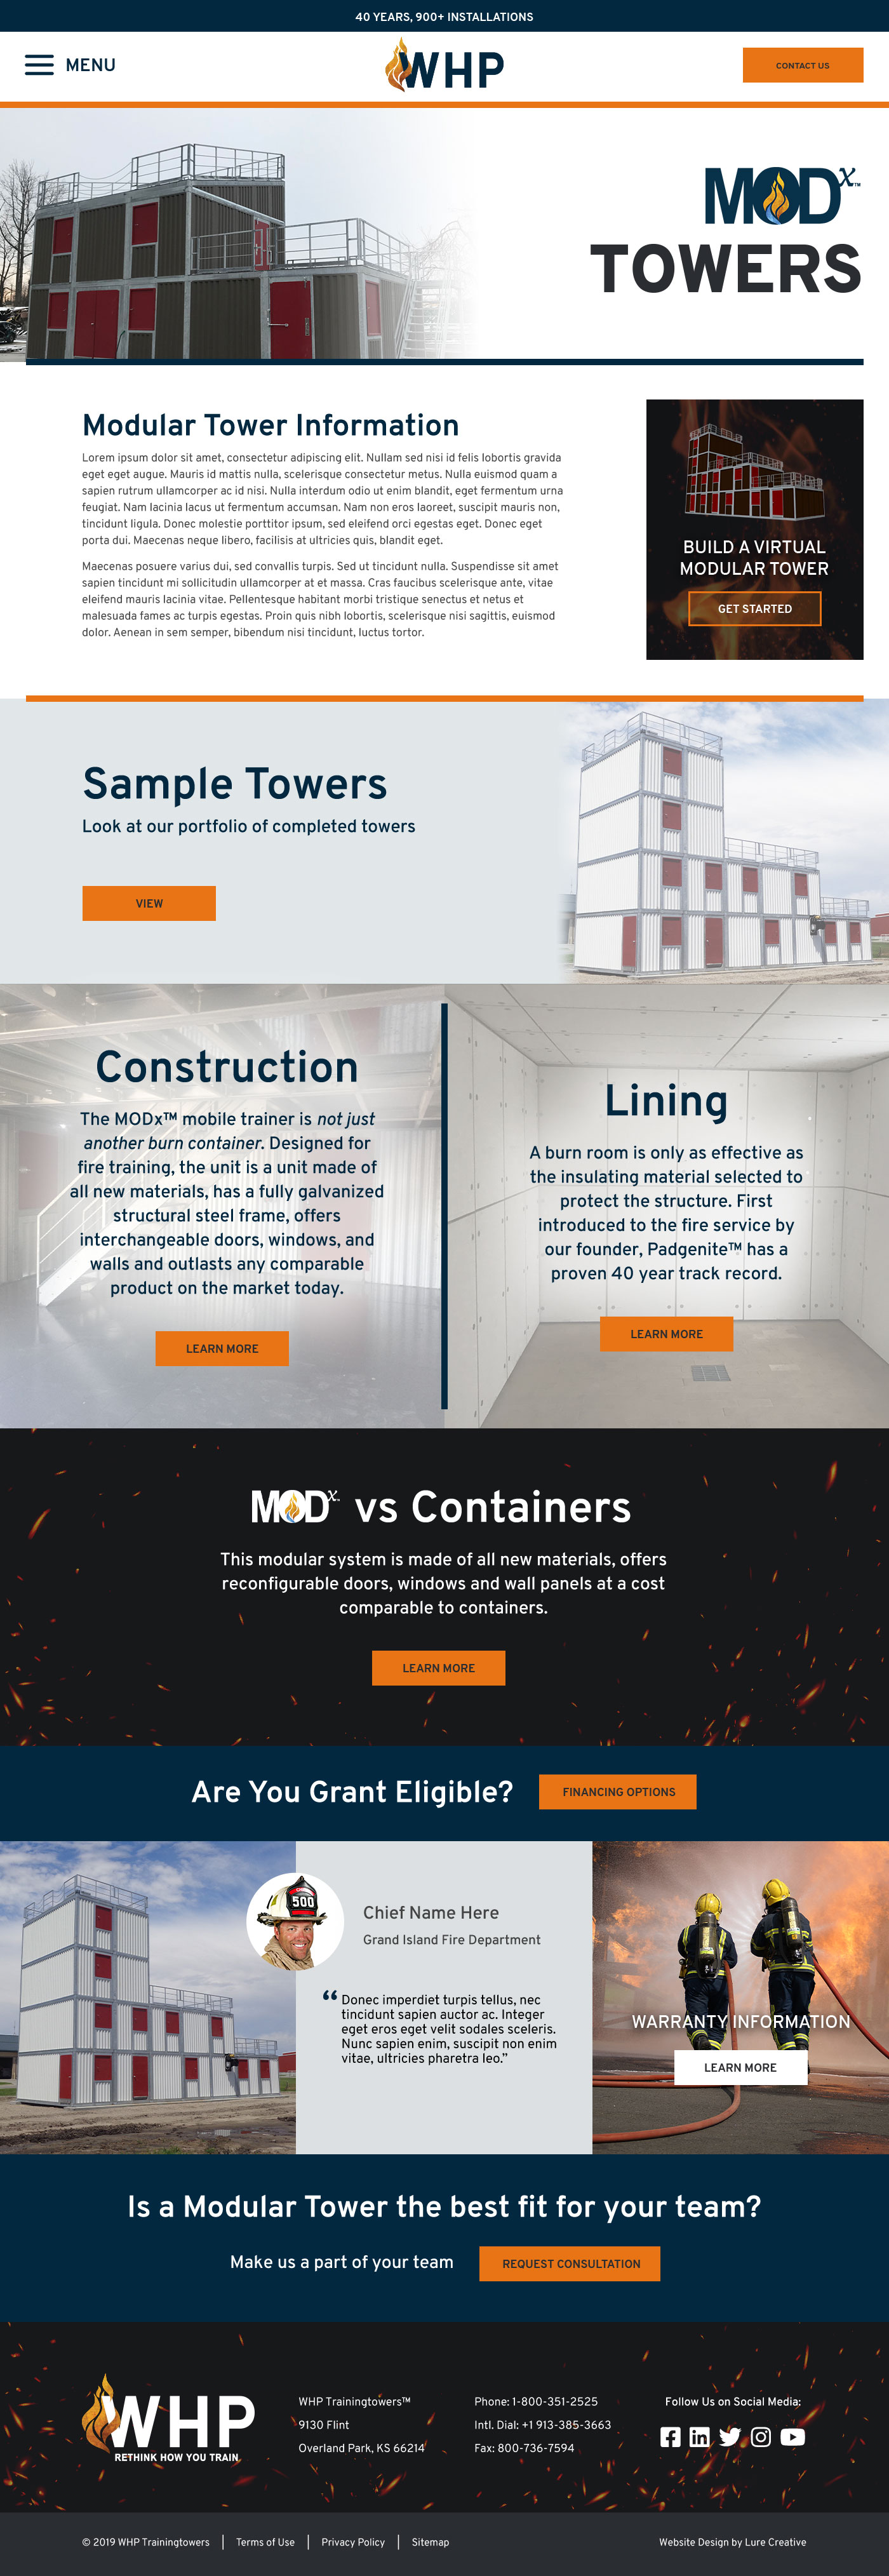 40 YEARS, 900+ INSTALLATIONS
MENU
WHP
CONTACT US
MODx™
TOWERS
Modular Tower Information
Lorem ipsum dolor sit amet, consectetur adipiscing elit. Nullam sed nisi id felis lobortis gravida
eget eget augue. Mauris id mattis nulla, scelerisque consectetur metus. Nulla euismod quam a
sapien rutrum ullamcorper ac id nisi. Nulla interdum odio ut enim blandit, eget fermentum urna
feugiat. Nam lacinia lacus ut fermentum accumsan. Nam non eros laoreet, suscipit mauris non,
tincidunt ligula. Donec molestie porttitor ipsum, sed eleifend orci egestas eget. Donec eget
porta dui. Maecenas neque libero, facilisis at ultricies quis, blandit eget.
Maecenas posuere varius dui, sed convallis turpis. Sed ut tincidunt nulla. Suspendisse sit amet
sapien tincidunt mi sollicitudin ullamcorper at et massa. Cras faucibus scelerisque ante, vitae
eleifend mauris lacinia vitae. Pellentesque habitant morbi tristique senectus et netus et
malesuada fames ac turpis egestas. Proin quis nibh lobortis, scelerisque nisi sagittis, euismod
dolor. Aenean in sem semper, bibendum nisi tincidunt, luctus tortor.
BUILD A VIRTUAL
MODULAR TOWER
GET STARTED
Sample Towers
Look at our portfolio of completed towers
VIEW
Construction
The MODx™ mobile trainer is not just
another burn container. Designed for
fire training, the unit is a unit made of
all new materials, has a fully galvanized
structural steel frame, offers
interchangeable doors, windows, and
walls and outlasts any comparable
product on the market today.
LEARN MORE
Lining
A burn room is only as effective as
the insulating material selected to
protect the structure. First
introduced to the fire service by
our founder, Padgenite™ has a
proven 40 year track record.
LEARN MORE
MODx™ vs Containers
This modular system is made of all new materials, offers
reconfigurable doors, windows and wall panels at a cost
comparable to containers.
LEARN MORE
Are You Grant Eligible?
FINANCING OPTIONS
500
Chief Name Here
Grand Island Fire Department
“Donec imperdiet turpis tellus, nec
tincidunt sapien auctor ac. Integer
eget eros eget velit sodales sceleris.
Nunc sapien enim, suscipit non enim
vitae, ultricies pharetra leo.”
WARRANTY INFORMATION
LEARN MORE
Is a Modular Tower the best fit for your team?
Make us a part of your team
REQUEST CONSULTATION
WHP
RETHINK HOW YOU TRAIN
WHP Trainingtowers™
9130 Flint
Overland Park, KS 66214
Phone: 1-800-351-2525
Intl. Dial: +1 913-385-3663
Fax: 800-736-7594
Follow Us on Social Media:
© 2019 WHP Trainingtowers | Terms of Use | Privacy Policy | Sitemap
Website Design by Lure Creative